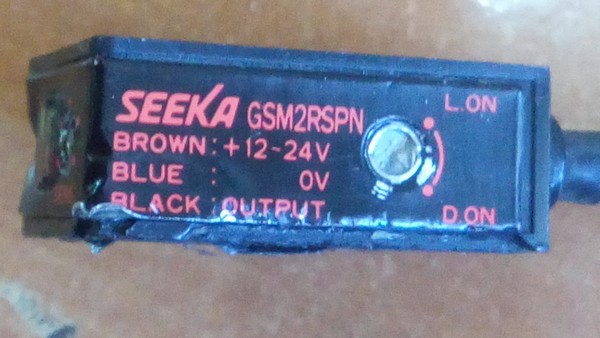 SEEKA GSM2RSPN
L.ON
BROWN : +12~24V
BLUE : 0V
BLACK : OUTPUT
D.ON